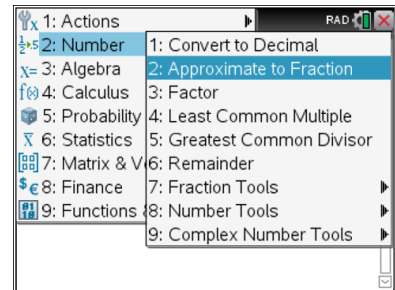 1: Actions
RAD
2: Number
3: Algebra
4: Calculus
5: Probability
6: Statistics
7: Matrix & V
8: Finance
9: Functions
1: Convert to Decimal
2: Approximate to Fraction
3: Factor
4: Least Common Multiple
5: Greatest Common Divisor
6: Remainder
7: Fraction Tools
8: Number Tools
9: Complex Number Tools